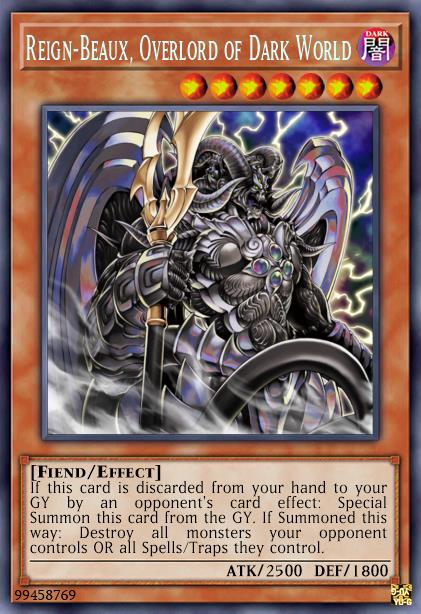 REIGN-BEAUX, OVERLORD OF DARK WORLD
DARK
闇
[FIEND/EFFECT]
If this card is discarded from your hand to your
GY by an opponent's card effect: Special
Summon this card from the GY. If Summoned this
way: Destroy all monsters your opponent
controls OR all Spells/Traps they control.
ATK/2500 DEF/1800
99458769